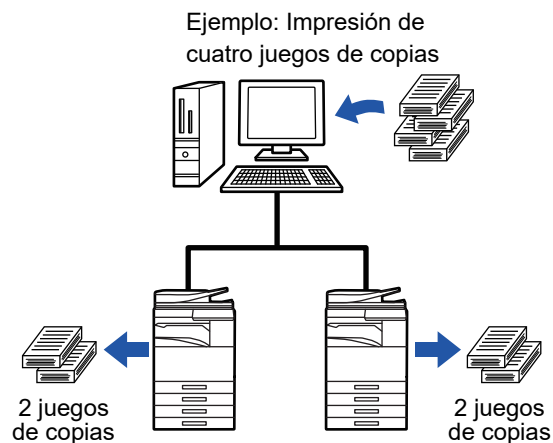 Ejemplo: Impresión de
cuatro juegos de copias
2 juegos
de copias
2 juegos
de copias